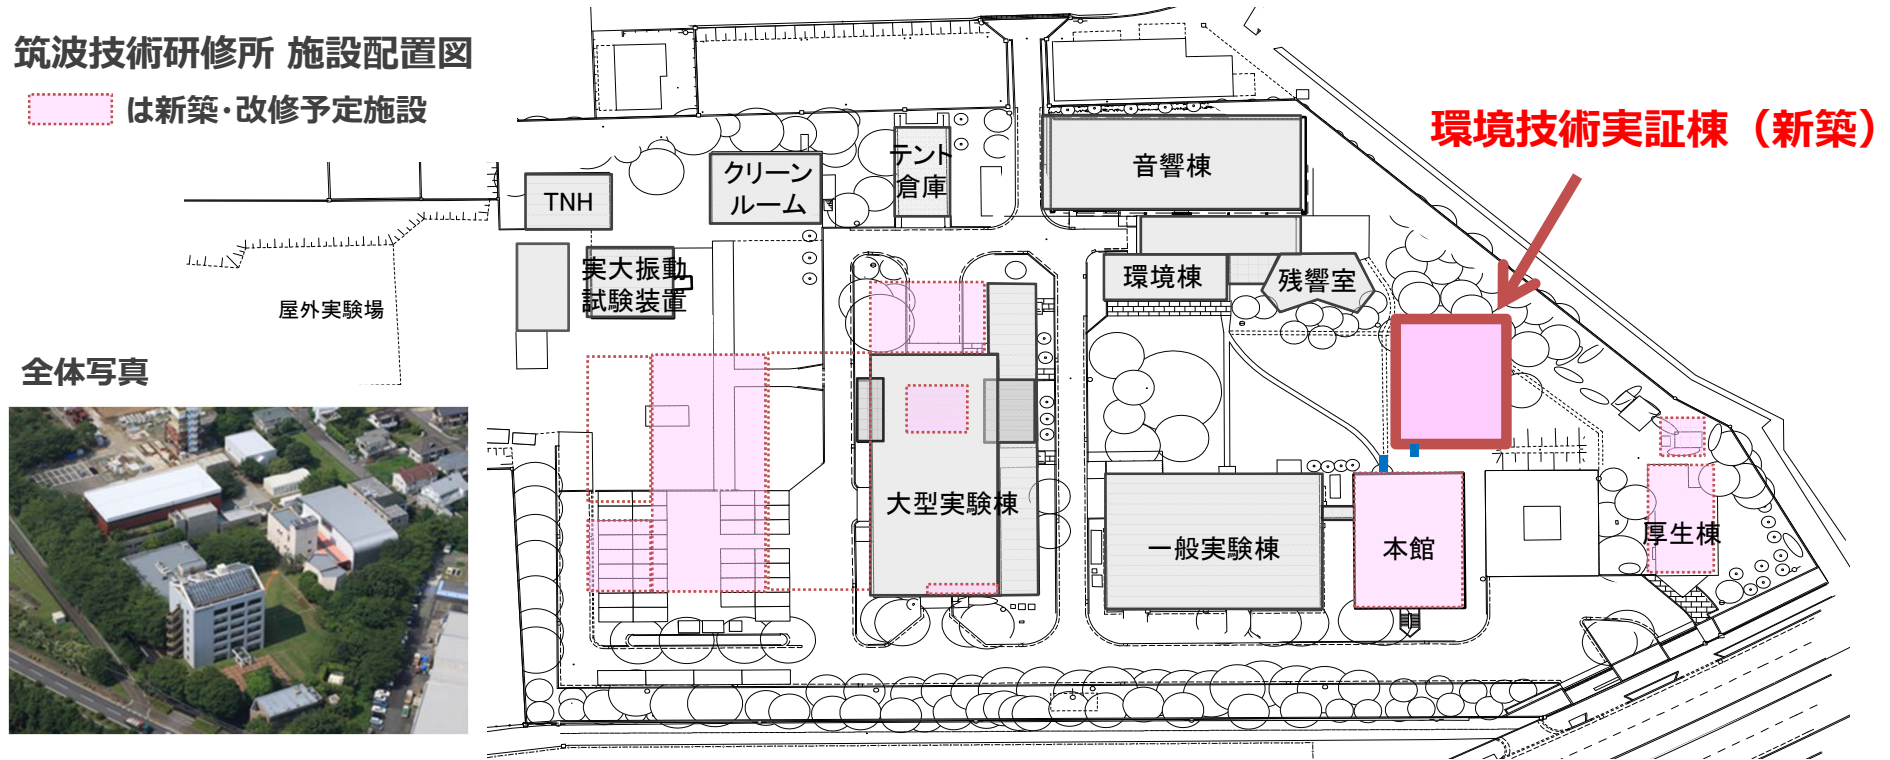 筑波技術研修所 施設配置図
は新築・改修予定施設
環境技術実証棟（新築）
テント
倉庫
音響棟
クリーン
ルーム
TNH
実大振動
試験装置
環境棟
残響室
屋外実験場
全体写真
大型実験棟
一般実験棟
本館
厚生棟